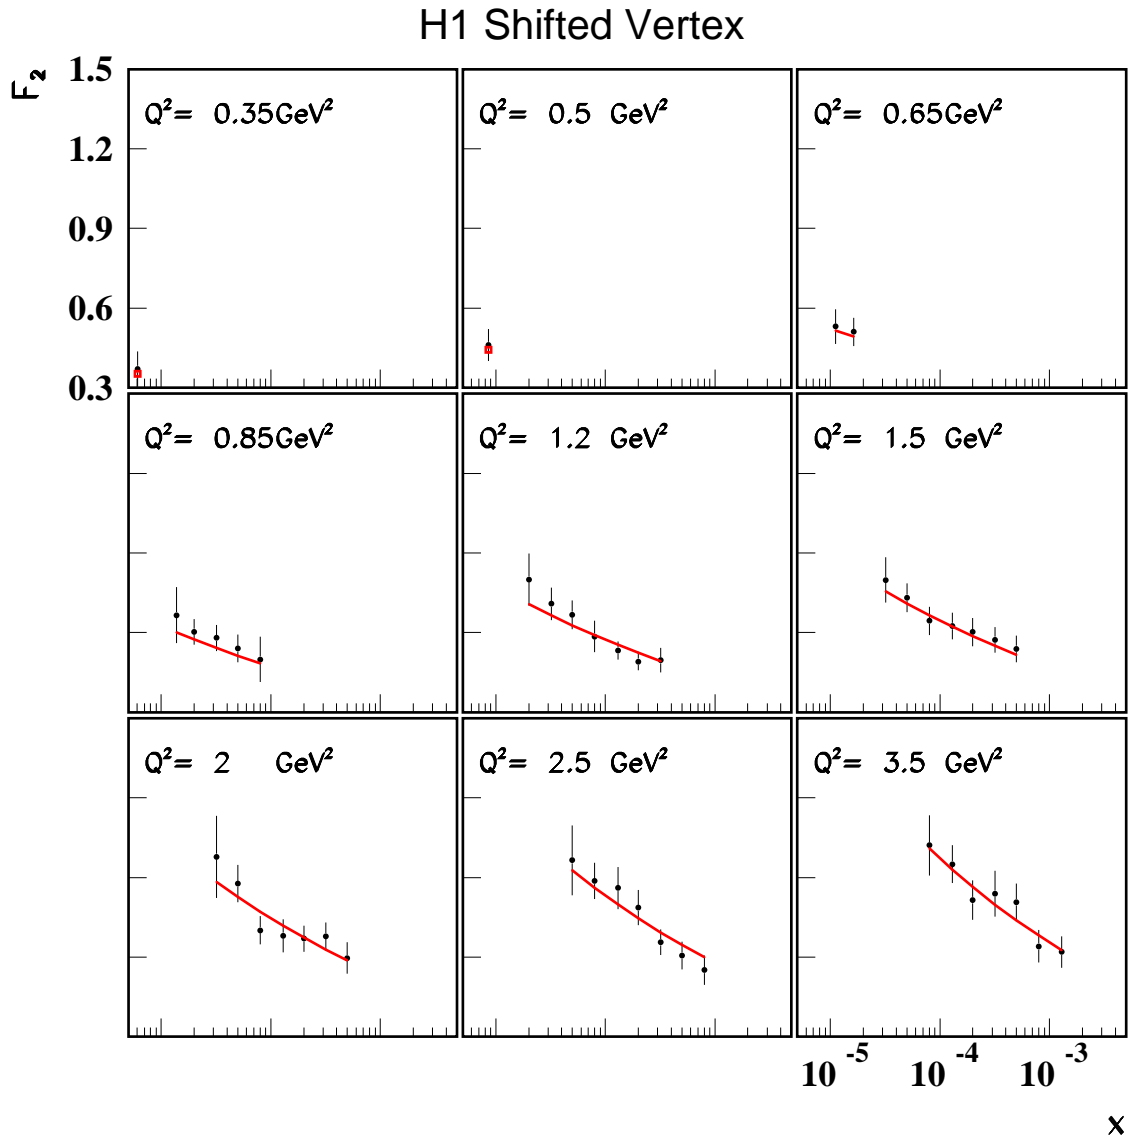 H1 Shifted Vertex
F₂
1.5
Q²= 0.35GeV²
Q²= 0.5 GeV²
Q²= 0.65GeV²
1.2
0.9
0.6
0.3
Q²= 0.85GeV²
Q²= 1.2 GeV²
Q²= 1.5 GeV²
Q²= 2 GeV²
Q²= 2.5 GeV²
Q²= 3.5 GeV²
10⁻⁵ 10⁻⁴ 10⁻³
x